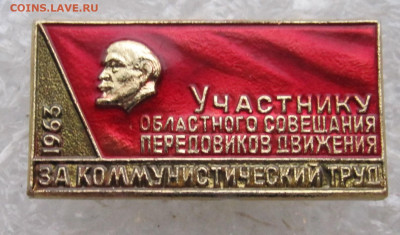 COINS.LAVE.RU
1963
УЧАСТНИКУ
ОБЛАСТНОГО СОВЕЩАНИЯ
ПЕРЕДОВИКОВ ДВИЖЕНИЯ
ЗА КОММУНИСТИЧЕСКИЙ ТРУД